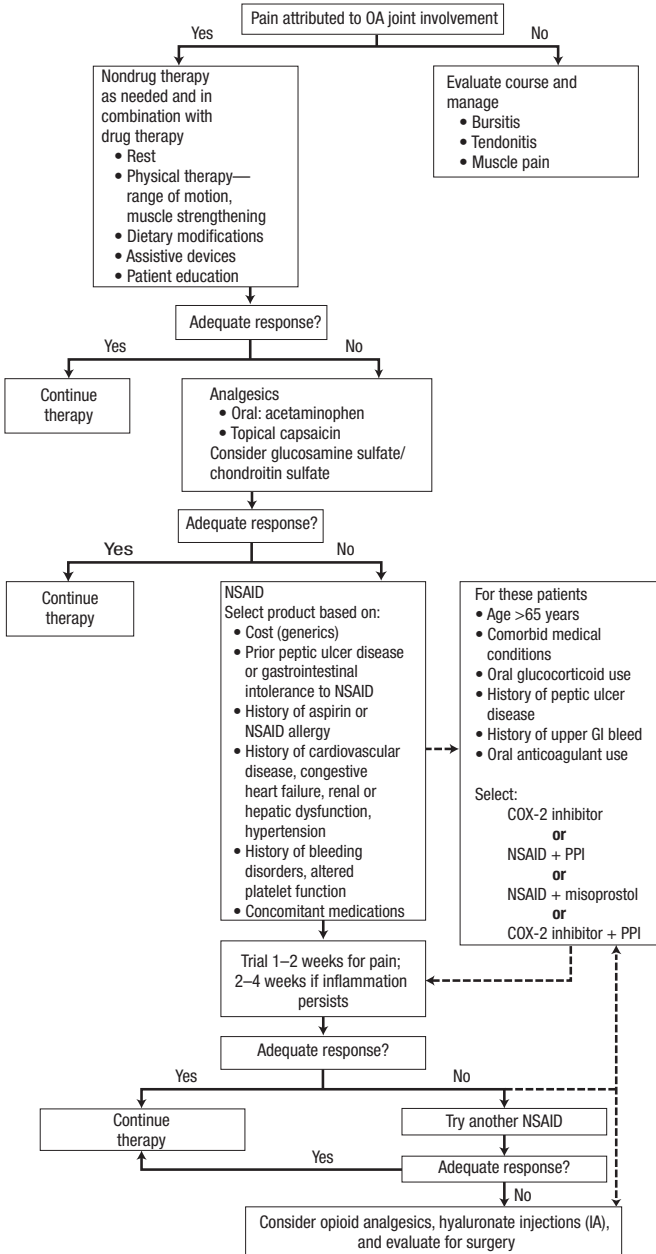 Pain attributed to OA joint involvement
Yes
No
Nondrug therapy
as needed and in
combination with
drug therapy
• Rest
• Physical therapy—
range of motion,
muscle strengthening
• Dietary modifications
• Assistive devices
• Patient education
Evaluate course and
manage
• Bursitis
• Tendonitis
• Muscle pain
Adequate response?
Yes
No
Continue
therapy
Analgesics
• Oral: acetaminophen
• Topical capsaicin
Consider glucosamine sulfate/
chondroitin sulfate
Adequate response?
Yes
No
Continue
therapy
NSAID
Select product based on:
• Cost (generics)
• Prior peptic ulcer disease
or gastrointestinal
intolerance to NSAID
• History of aspirin or
NSAID allergy
• History of cardiovascular
disease, congestive
heart failure, renal or
hepatic dysfunction,
hypertension
• History of bleeding
disorders, altered
platelet function
• Concomitant medications
For these patients
• Age >65 years
• Comorbid medical
conditions
• Oral glucocorticoid use
• History of peptic ulcer
disease
• History of upper GI bleed
• Oral anticoagulant use
Select:
COX-2 inhibitor
or
NSAID + PPI
or
NSAID + misoprostol
or
COX-2 inhibitor + PPI
Trial 1–2 weeks for pain;
2–4 weeks if inflammation
persists
Adequate response?
Yes
No
Continue
therapy
Try another NSAID
Yes
Adequate response?
No
Consider opioid analgesics, hyaluronate injections (IA),
and evaluate for surgery